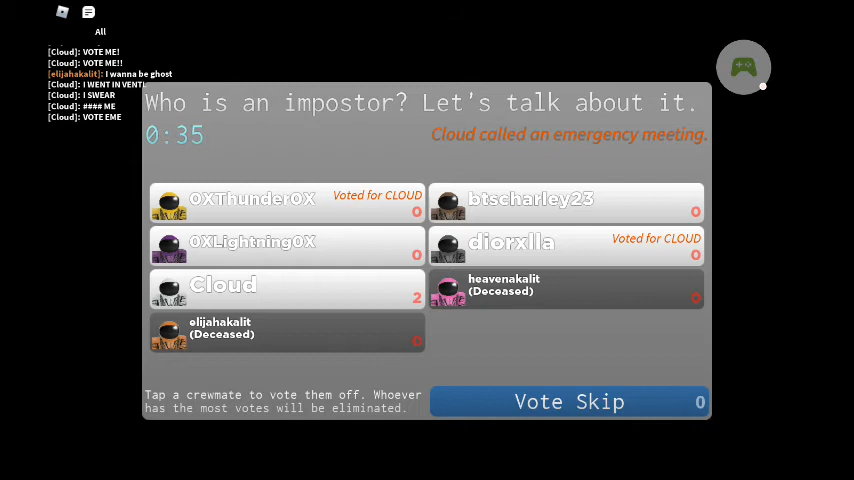 All
[Cloud]: VOTE ME!
[Cloud]: VOTE ME!!
[elijahakalit]: I wanna be ghost
[Cloud]: I WENT IN VENTL
[Cloud]: I SWEAR
[Cloud]: #### ME
[Cloud]: VOTE EME
Who is an impostor? Let's talk about it.
0:35
Cloud called an emergency meeting.
0XThunder0X
Voted for CLOUD
0
btscharley23
0
0XLightning0X
0
diorxlla
Voted for CLOUD
0
Cloud
2
heavenakalit
(Deceased)
0
elijahakalit
(Deceased)
0
Tap a crewmate to vote them off. Whoever
has the most votes will be eliminated.
Vote Skip
0